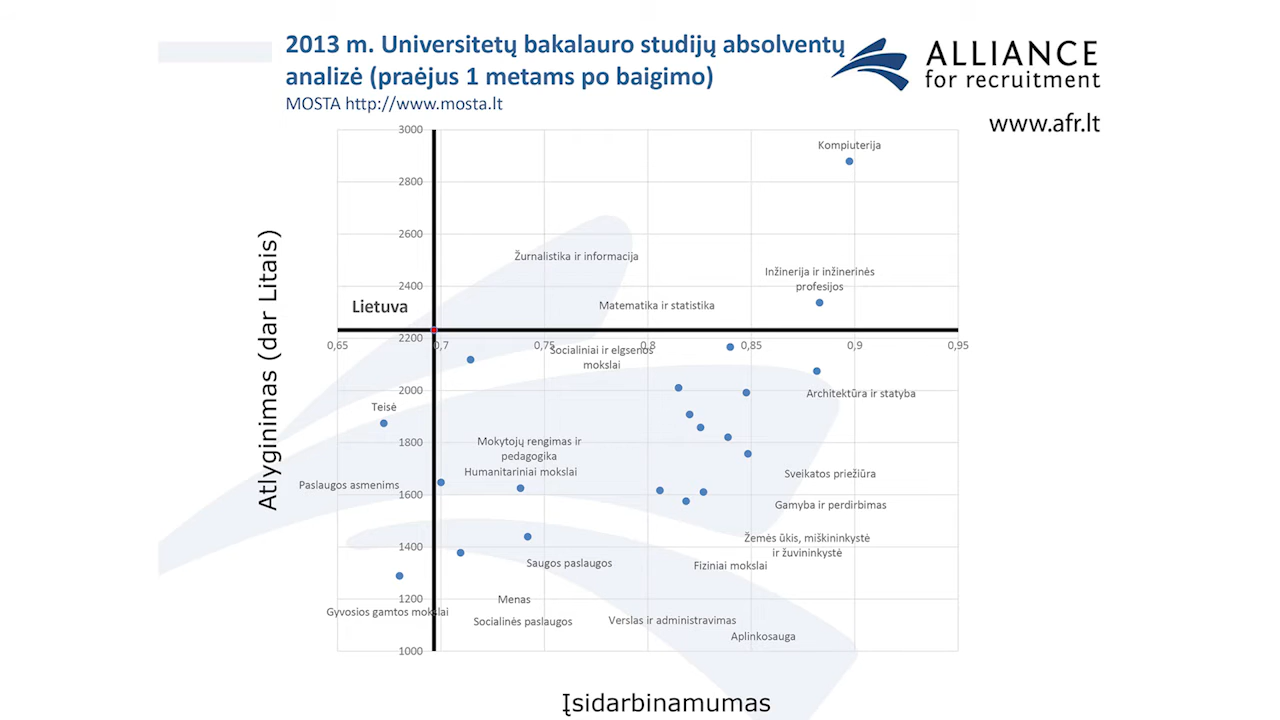 2013 m. Universitetų bakalauro studijų absolventų
analizė (praėjus 1 metams po baigimo)
MOSTA http://www.mosta.lt
ALLIANCE
for recruitment
www.afr.lt
3000
Kompiuterija
2800
2600
Žurnalistika ir informacija
Inžinerija ir inžinerinės
profesijos
2400
Lietuva
Matematika ir statistika
2200
0,65
0,7
0,75
0,8
0,85
0,9
0,95
Socialiniai ir elgsenos
mokslai
2000
Architektūra ir statyba
Teisė
1800
Mokytojų rengimas ir
pedagogika
Humanitariniai mokslai
Sveikatos priežiūra
Paslaugos asmenims
1600
Gamyba ir perdirbimas
Žemės ūkis, miškininkystė
ir žuvininkystė
1400
Saugos paslaugos
Fiziniai mokslai
1200
Menas
Gyvosios gamtos mokslai
Socialinės paslaugos
Verslas ir administravimas
Aplinkosauga
1000
Atlyginimas (dar Litais)
Įsidarbinamumas